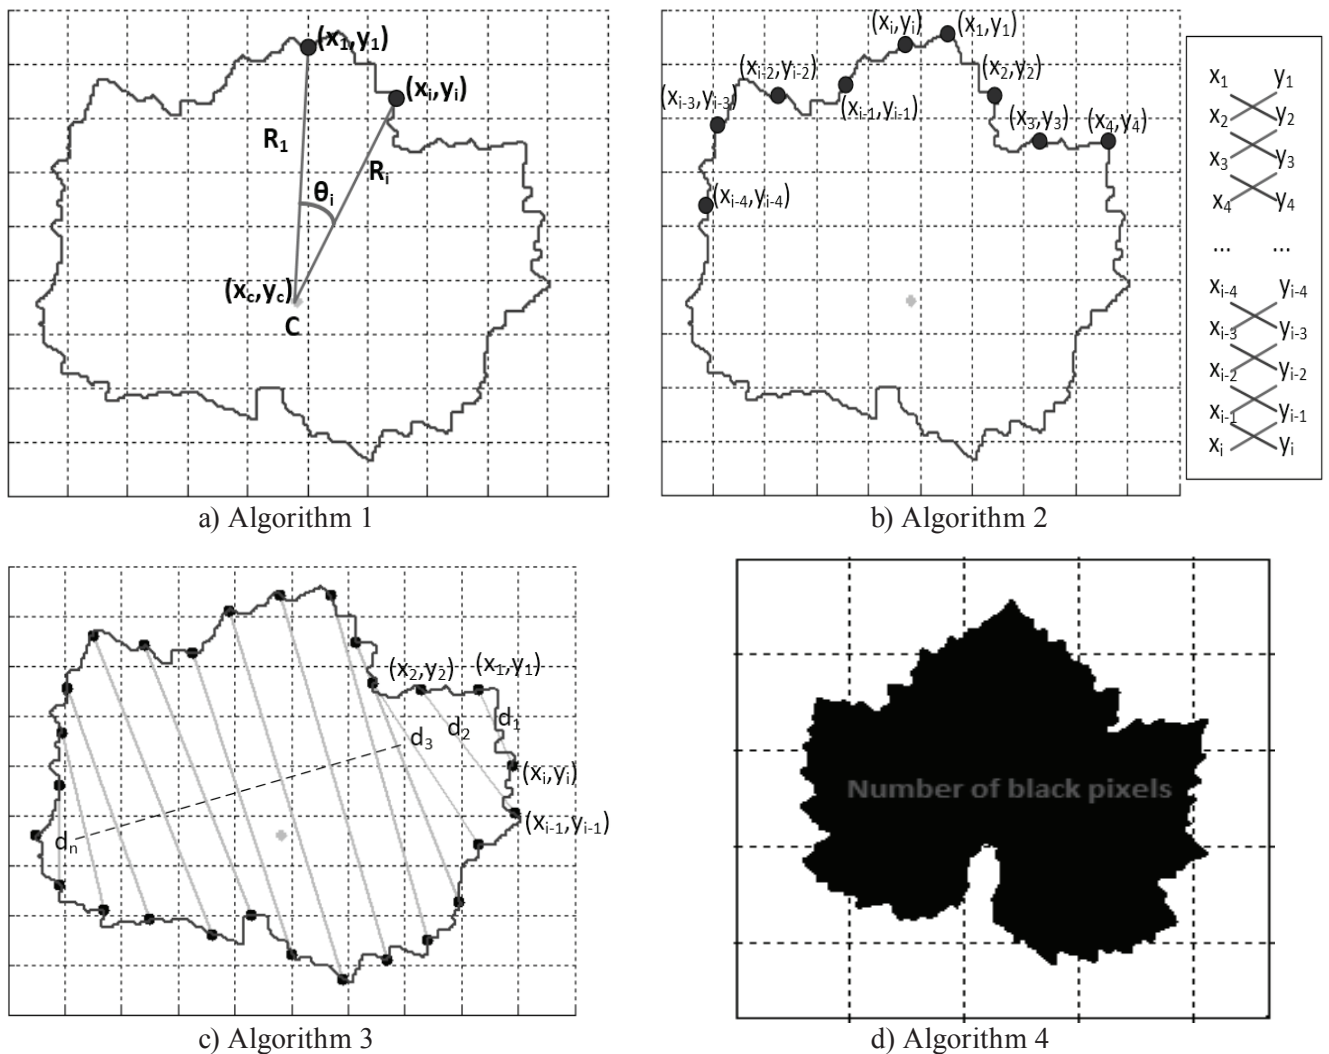 (x₁,y₁)
(xᵢ,yᵢ)
R₁
Rᵢ
θᵢ
(x_c,y_c)
C
a) Algorithm 1
(xᵢ,yᵢ)
(x₁,y₁)
(xᵢ₋₂,yᵢ₋₂)
(x₂,y₂)
(xᵢ₋₃,yᵢ₋₃)
(xᵢ₋₁,yᵢ₋₁)
(x₃,y₃)
(x₄,y₄)
(xᵢ₋₄,yᵢ₋₄)
x₁ y₁
x₂ y₂
x₃ y₃
x₄ y₄
... ...
xᵢ₋₄ yᵢ₋₄
xᵢ₋₃ yᵢ₋₃
xᵢ₋₂ yᵢ₋₂
xᵢ₋₁ yᵢ₋₁
xᵢ yᵢ
b) Algorithm 2
(x₂,y₂)
(x₁,y₁)
d₁
d₂
d₃
(xᵢ,yᵢ)
(xᵢ₋₁,yᵢ₋₁)
dₙ
c) Algorithm 3
Number of black pixels
d) Algorithm 4